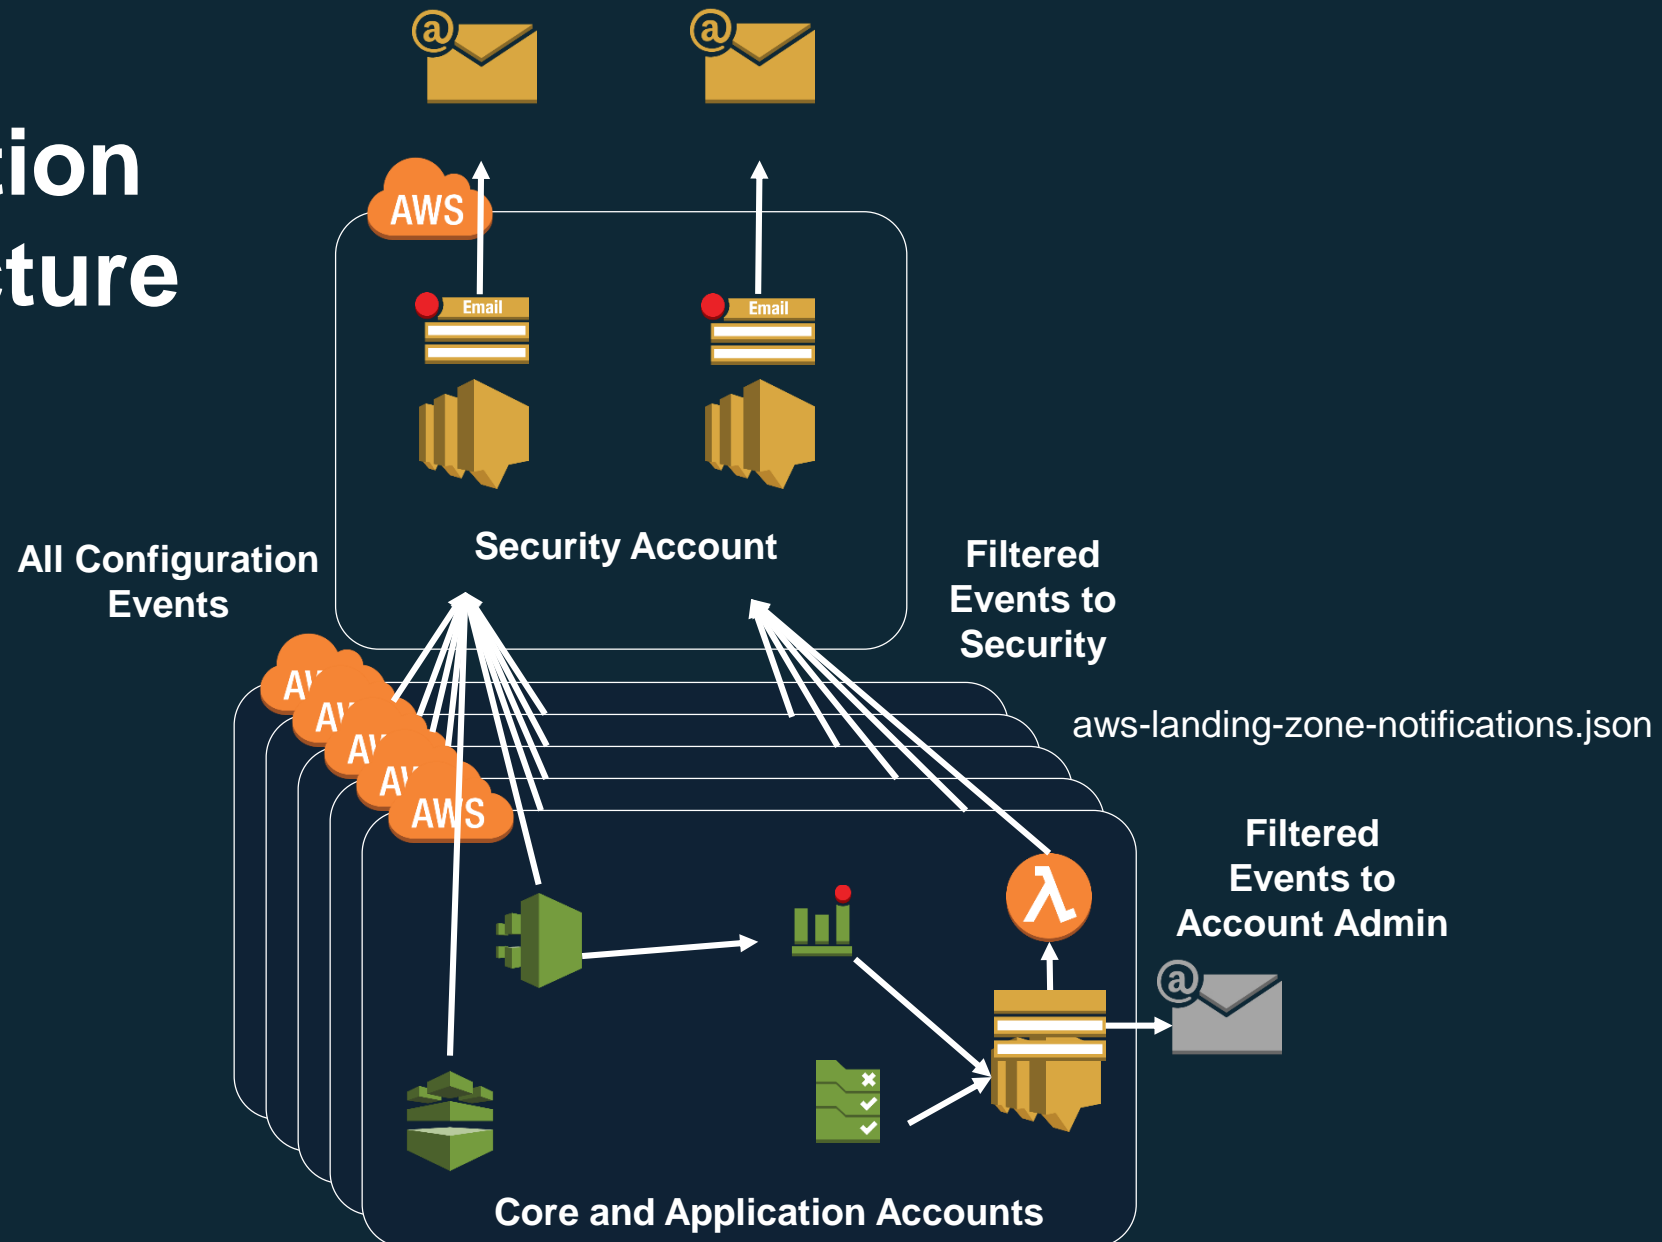 tion
cture
@
@
AWS
Email
Email
Security Account
All Configuration
Events
Filtered
Events to
Security
aws-landing-zone-notifications.json
AWS
Filtered
Events to
Account Admin
@
Core and Application Accounts